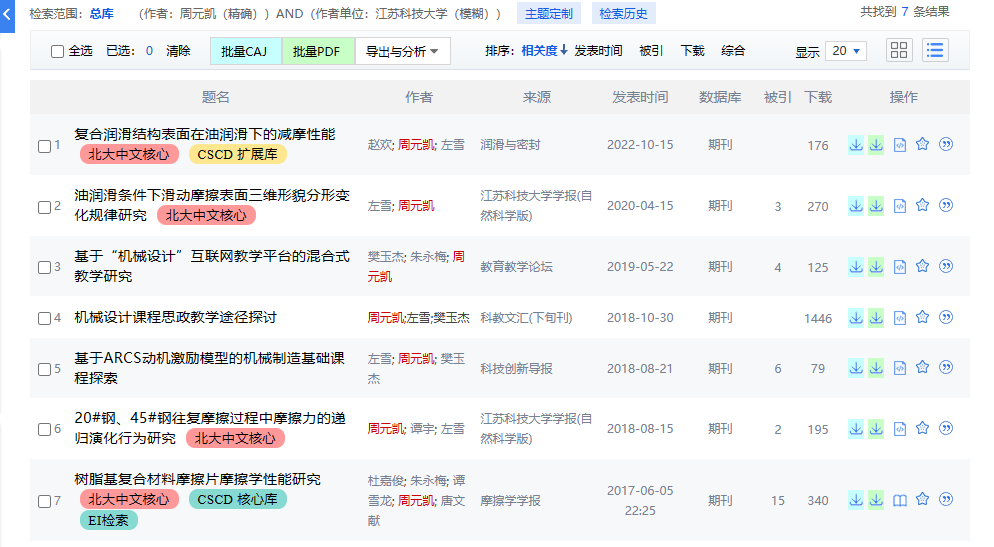 检索范围：总库 （作者：周元凯（精确））AND（作者单位：江苏科技大学（模糊）） 主题定制 检索历史 共找到 7 条结果
全选 已选：0 清除 批量CAJ 批量PDF 导出与分析 排序：相关度 发表时间 被引 下载 综合 显示 20
题名 作者 来源 发表时间 数据库 被引 下载 操作
1 复合润滑结构表面在油润滑下的减摩性能
北大中文核心 CSCD 扩展库
赵欢; 周元凯; 左雪 润滑与密封 2022-10-15 期刊 176
2 油润滑条件下滑动摩擦表面三维形貌分形变
化规律研究 北大中文核心
左雪; 周元凯 江苏科技大学学报(自
然科学版)
2020-04-15 期刊 3 270
3 基于“机械设计”互联网教学平台的混合式
教学研究
樊玉杰; 朱永梅; 周
元凯
教育教学论坛 2019-05-22 期刊 4 125
4 机械设计课程思政教学途径探讨 周元凯;左雪;樊玉杰 科教文汇(下旬刊) 2018-10-30 期刊 1446
5 基于ARCS动机激励模型的机械制造基础课
程探索
左雪; 周元凯; 樊玉
杰
科技创新导报 2018-08-21 期刊 6 79
6 20#钢、45#钢往复摩擦过程中摩擦力的递
归演化行为研究 北大中文核心
周元凯; 谭宇; 左雪 江苏科技大学学报(自
然科学版)
2018-08-15 期刊 2 195
7 树脂基复合材料摩擦片摩擦学性能研究
北大中文核心 CSCD 核心库
EI检索
杜嘉俊; 朱永梅; 谭
雪龙; 周元凯; 唐文
献
摩擦学学报 2017-06-05
22:25
期刊 15 340